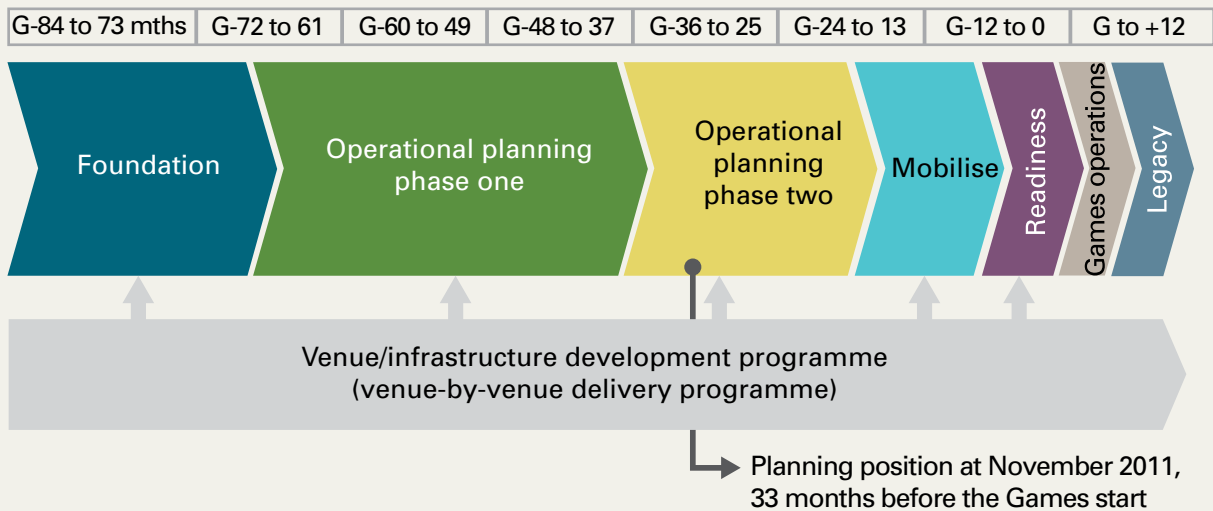 G-84 to 73 mths G-72 to 61 G-60 to 49 G-48 to 37 G-36 to 25 G-24 to 13 G-12 to 0 G to +12
Foundation
Operational planning
phase one
Operational
planning
phase two
Mobilise
Readiness
Games operations
Legacy
Venue/infrastructure development programme
(venue-by-venue delivery programme)
Planning position at November 2011,
33 months before the Games start